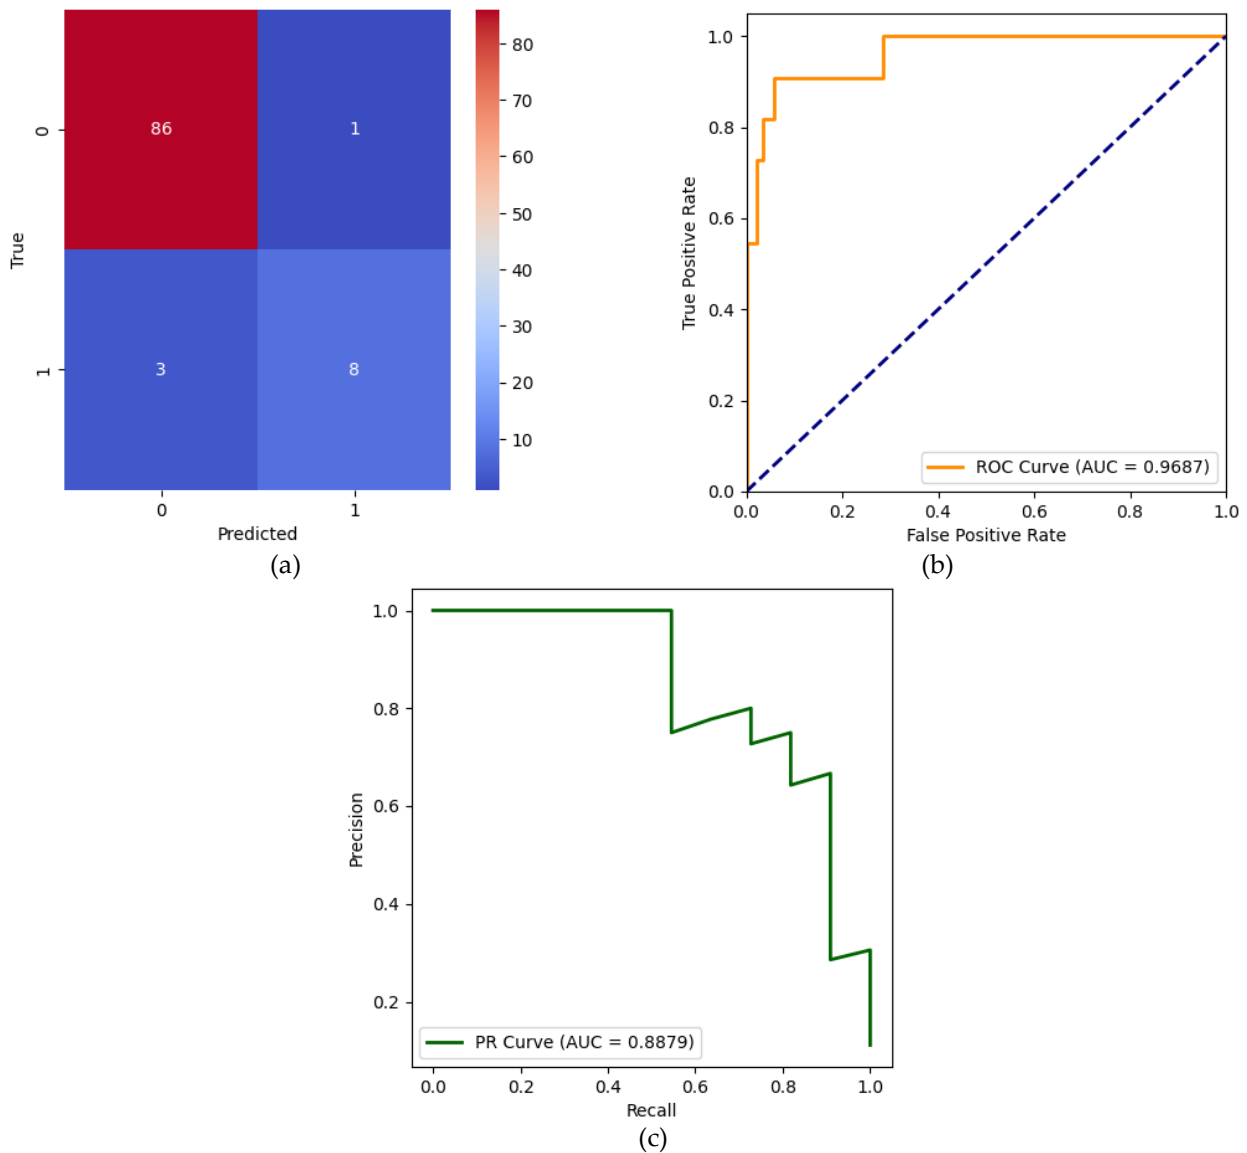 86 1
3 8
0
1
True
0 1
Predicted
80
70
60
50
40
30
20
10
(a)
1.0
0.8
0.6
0.4
0.2
0.0
True Positive Rate
0.0 0.2 0.4 0.6 0.8 1.0
False Positive Rate
ROC Curve (AUC = 0.9687)
(b)
1.0
0.8
0.6
0.4
0.2
Precision
0.0 0.2 0.4 0.6 0.8 1.0
Recall
PR Curve (AUC = 0.8879)
(c)